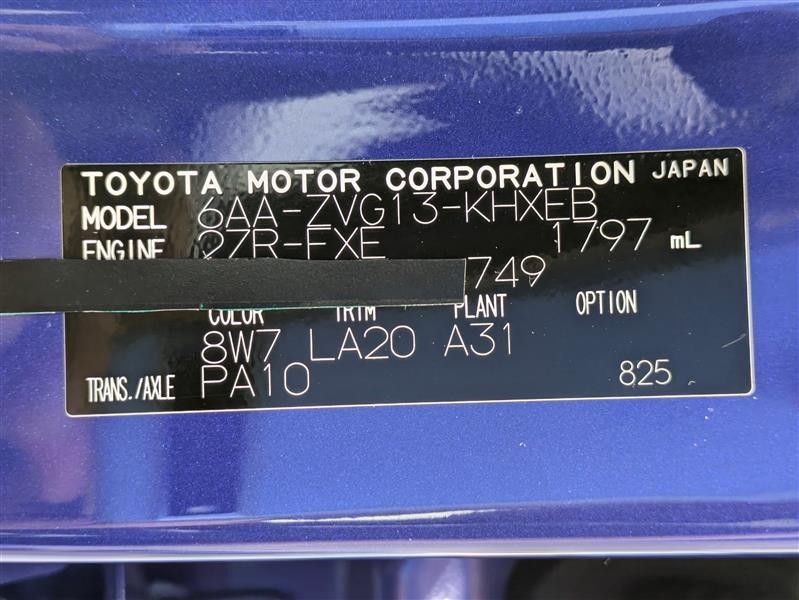 TOYOTA MOTOR CORPORATION JAPAN
MODEL 6AA-ZVG13-KHXEB
ENGINE 2ZR-FXE 1797 mL
749
COLOR TRIM PLANT OPTION
8W7 LA20 A31
TRANS./AXLE PA10 825